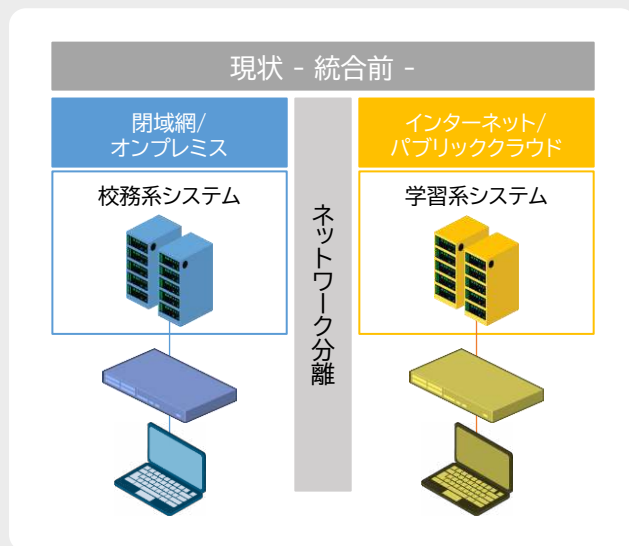 現状 - 統合前 -
閉域網/
オンプレミス
校務系システム
ネットワーク分離
インターネット/
パブリッククラウド
学習系システム